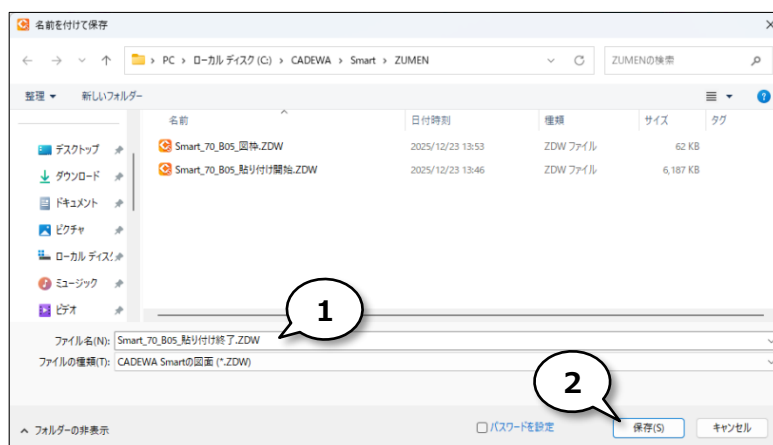 名前を付けて保存
PC › ローカル ディスク (C:) › CADEWA › Smart › ZUMEN
ZUMENの検索
整理 新しいフォルダー
名前 日付時刻 種類 サイズ タグ
デスクトップ
ダウンロード
ドキュメント
ピクチャ
ローカル ディス
ミュージック
ビデオ
Smart_70_B05_図枠.ZDW 2025/12/23 13:53 ZDW ファイル 62 KB
Smart_70_B05_貼り付け開始.ZDW 2025/12/23 13:46 ZDW ファイル 6,187 KB
1
ファイル名(N): Smart_70_B05_貼り付け終了.ZDW
ファイルの種類(T): CADEWA Smartの図面 (*.ZDW)
2
フォルダーの非表示
パスワードを設定
保存(S)
キャンセル